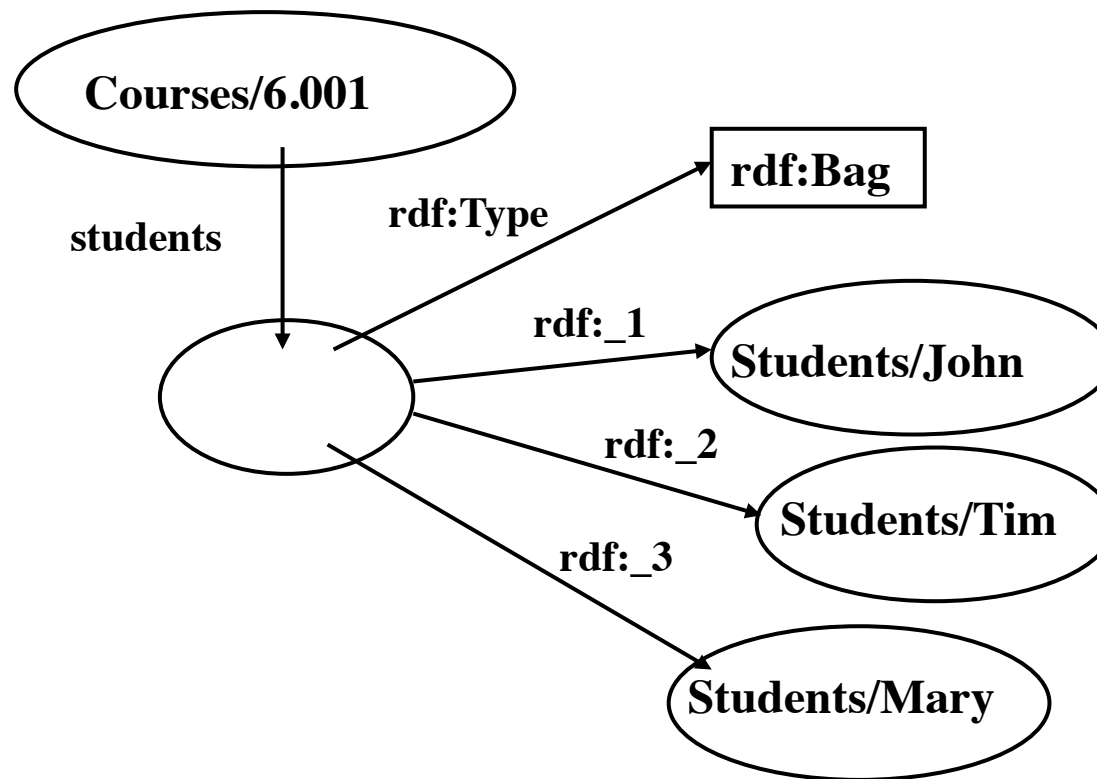 Courses/6.001
rdf:Bag
rdf:Type
students
rdf:_1
Students/John
rdf:_2
Students/Tim
rdf:_3
Students/Mary